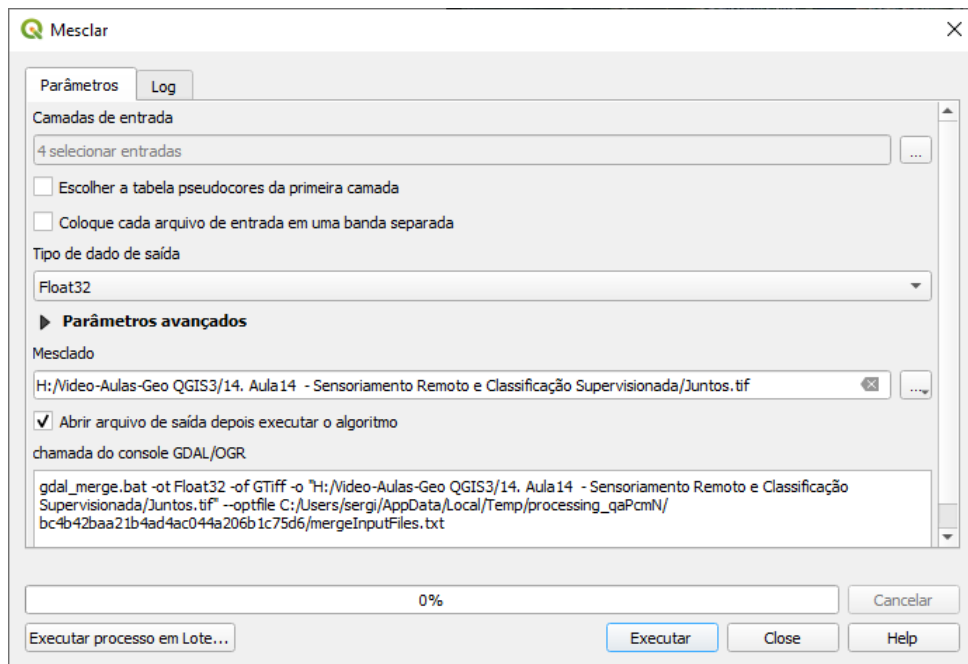 Mesclar
Parâmetros
Log
Camadas de entrada
4 selecionar entradas
...
Escolher a tabela pseudocores da primeira camada
Coloque cada arquivo de entrada em uma banda separada
Tipo de dado de saída
Float32
Parâmetros avançados
Mesclado
H:/Video-Aulas-Geo QGIS3/14. Aula14  - Sensoriamento Remoto e Classificação Supervisionada/Juntos.tif
...
Abrir arquivo de saída depois executar o algoritmo
chamada do console GDAL/OGR
gdal_merge.bat -ot Float32 -of GTiff -o "H:/Video-Aulas-Geo QGIS3/14. Aula14  - Sensoriamento Remoto e Classificação
Supervisionada/Juntos.tif" --optfile C:/Users/sergi/AppData/Local/Temp/processing_qaPcmN/
bc4b42baa21b4ad4ac044a206b1c75d6/mergeInputFiles.txt
0%
Cancelar
Executar processo em Lote...
Executar
Close
Help